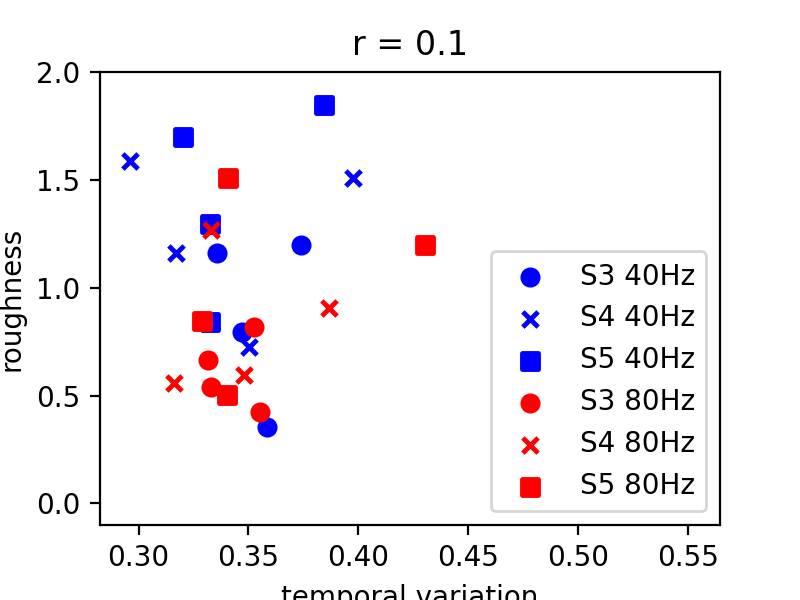 r = 0.1
2.0
1.5
1.0
0.5
0.0
roughness
S3 40Hz
S4 40Hz
S5 40Hz
S3 80Hz
S4 80Hz
S5 80Hz
0.30 0.35 0.40 0.45 0.50 0.55
temporal variation